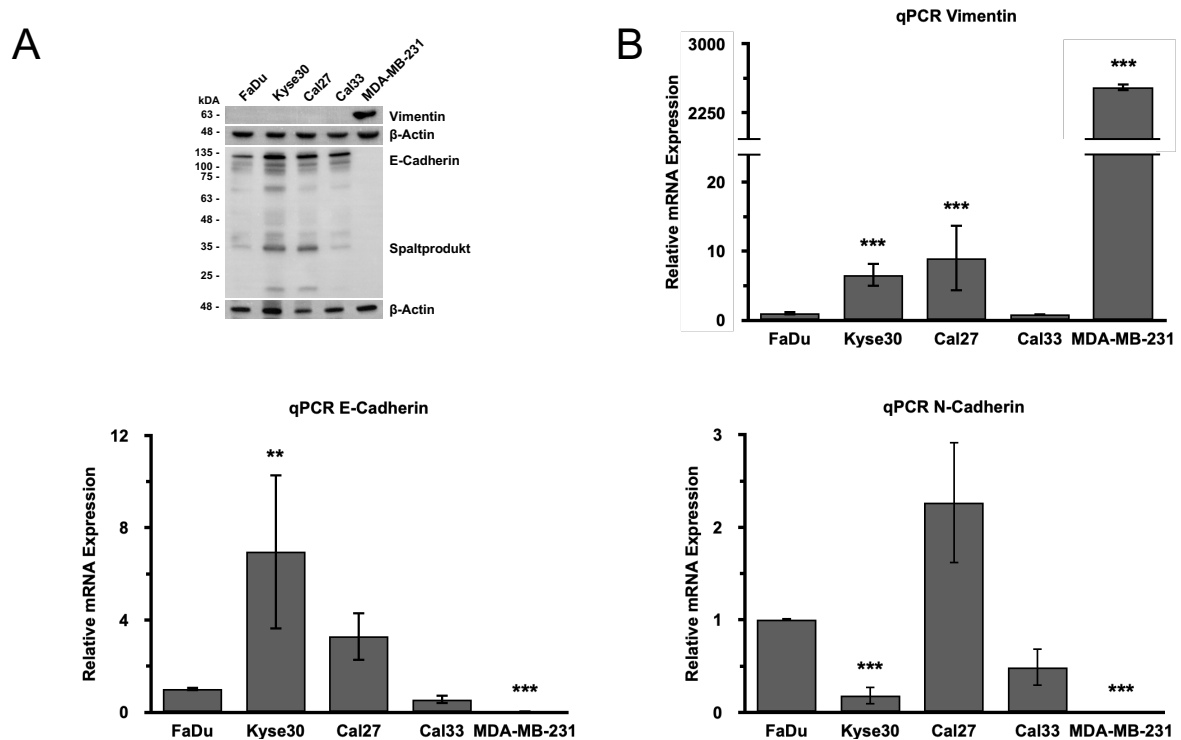 A
FaDu
Kyse30
Cal27
Cal33
MDA-MB-231
kDA
63 -
Vimentin
48 -
β-Actin
135 -
E-Cadherin
100 -
75 -
63 -
48 -
35 -
Spaltprodukt
25 -
48 -
β-Actin
B
qPCR Vimentin
Relative mRNA Expression
3000
2250
20
10
0
***
***
***
FaDu Kyse30 Cal27 Cal33 MDA-MB-231
qPCR E-Cadherin
Relative mRNA Expression
12
8
4
0
**
***
FaDu Kyse30 Cal27 Cal33 MDA-MB-231
qPCR N-Cadherin
Relative mRNA Expression
3
2
1
0
***
***
FaDu Kyse30 Cal27 Cal33 MDA-MB-231